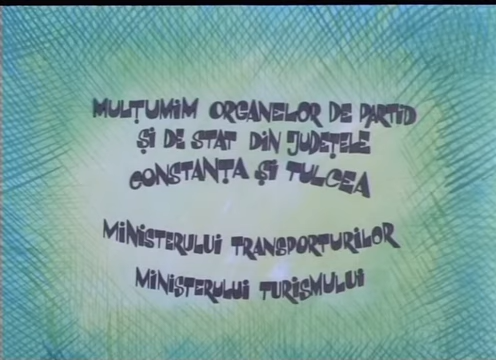 MULȚUMIM ORGANELOR DE PARTID
ȘI DE STAT DIN JUDEȚELE
CONSTANȚA ȘI TULCEA
MINISTERULUI TRANSPORTURILOR
MINISTERULUI TURISMULUI